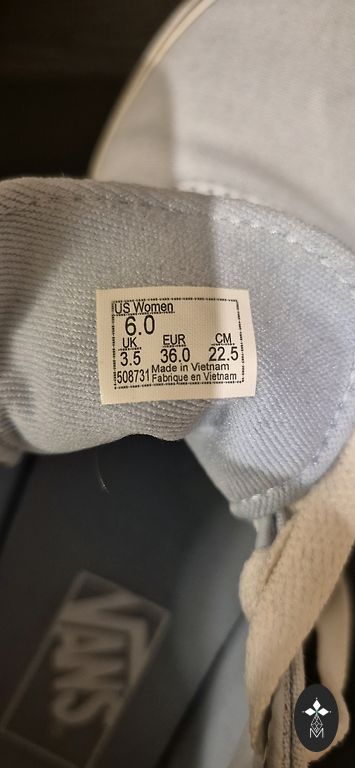 US Women
6.0
UK EUR CM
3.5 36.0 22.5
508731 Made in Vietnam
Fabrique en Vietnam
VANS
M